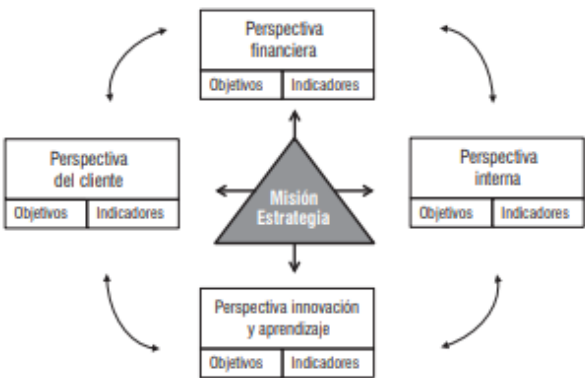 Perspectiva
financiera
Objetivos Indicadores
Perspectiva
del cliente
Objetivos Indicadores
Misión
Estrategia
Perspectiva
interna
Objetivos Indicadores
Perspectiva innovación
y aprendizaje
Objetivos Indicadores